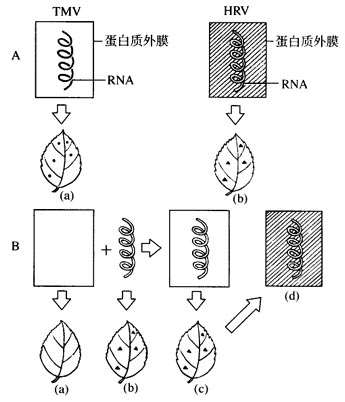 TMV HRV
A 蛋白质外膜 蛋白质外膜
RNA RNA
(a) (b)
B +
(d)
(a) (b) (c)